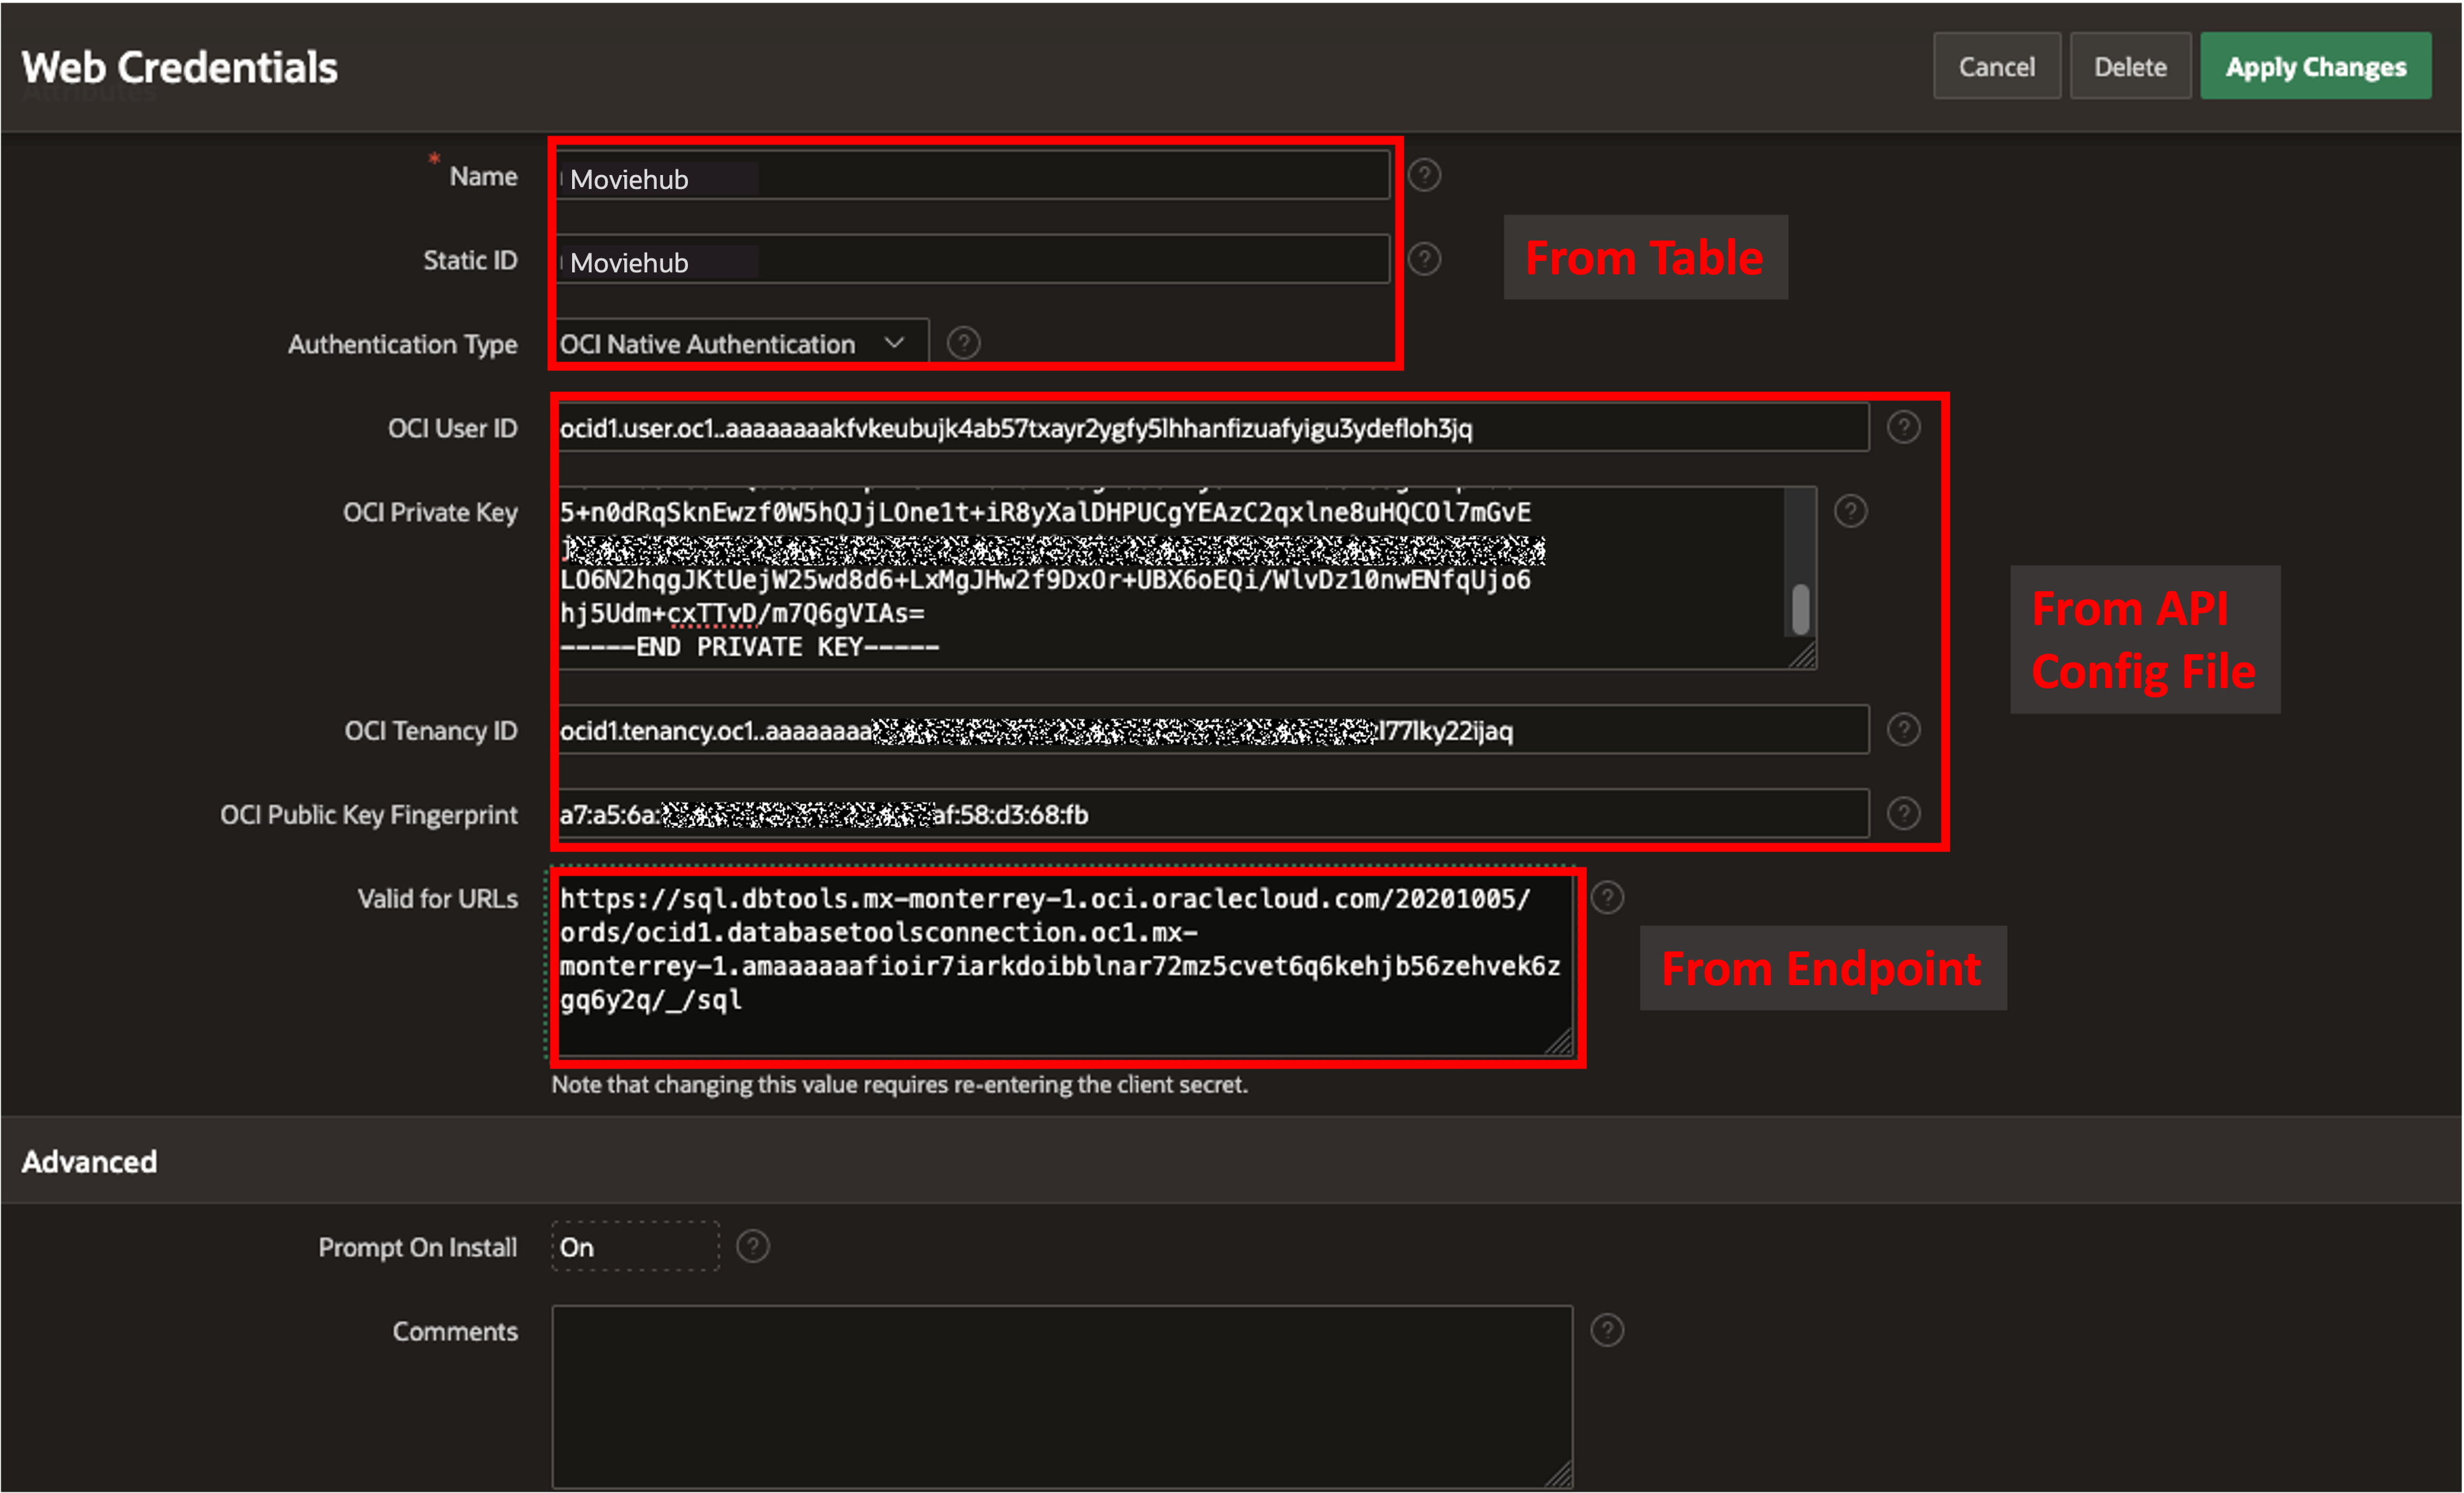 Web Credentials
Attributes
Cancel
Delete
Apply Changes
* Name
Moviehub
Static ID
Moviehub
From Table
Authentication Type
OCI Native Authentication
OCI User ID
ocid1.user.oc1..aaaaaaaakfvkeubujk4ab57txayr2ygfy5lhhanfizuafyigu3ydefloh3jq
OCI Private Key
5+n0dRqSknEwzf0W5hQJjLOne1t+iR8yXalDHPUCgYEAzC2qxlne8uHQCOl7mGvE
LO6N2hqgJKtUejW25wd8d6+LxMgJHw2f9DxOr+UBX6oEQi/WlvDz10nwENfqUjo6
hj5Udm+cxTTvD/m7Q6gVIAs=
-----END PRIVATE KEY-----
From API
Config File
OCI Tenancy ID
ocid1.tenancy.oc1..aaaaaaaa l77lky22ijaq
OCI Public Key Fingerprint
a7:a5:6a: af:58:d3:68:fb
Valid for URLs
https://sql.dbtools.mx-monterrey-1.oci.oraclecloud.com/20201005/
ords/ocid1.databasetoolsconnection.oc1.mx-
monterrey-1.amaaaaaafioir7iarkdoibblnar72mz5cvet6q6kehjb56zehvek6z
gq6y2q/_/sql
From Endpoint
Note that changing this value requires re-entering the client secret.
Advanced
Prompt On Install
On
Comments